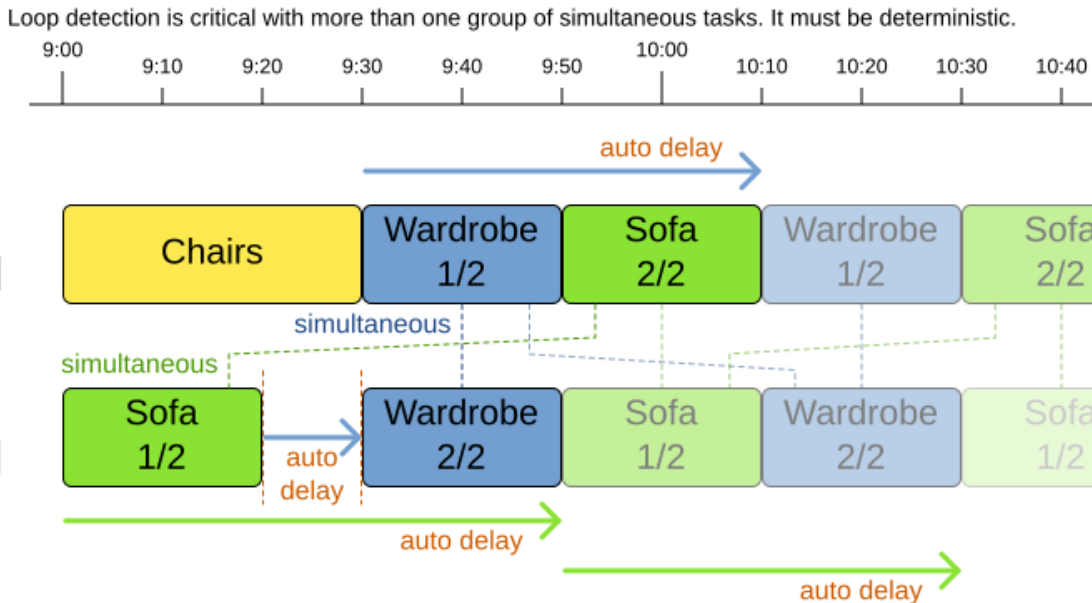 Loop detection is critical with more than one group of simultaneous tasks. It must be deterministic.
9:00
9:10
9:20
9:30
9:40
9:50
10:00
10:10
10:20
10:30
10:40
auto delay
Chairs
Wardrobe
1/2
Sofa
2/2
Wardrobe
1/2
Sofa
2/2
simultaneous
simultaneous
Sofa
1/2
auto
delay
Wardrobe
2/2
Sofa
1/2
Wardrobe
2/2
Sofa
1/2
auto delay
auto delay